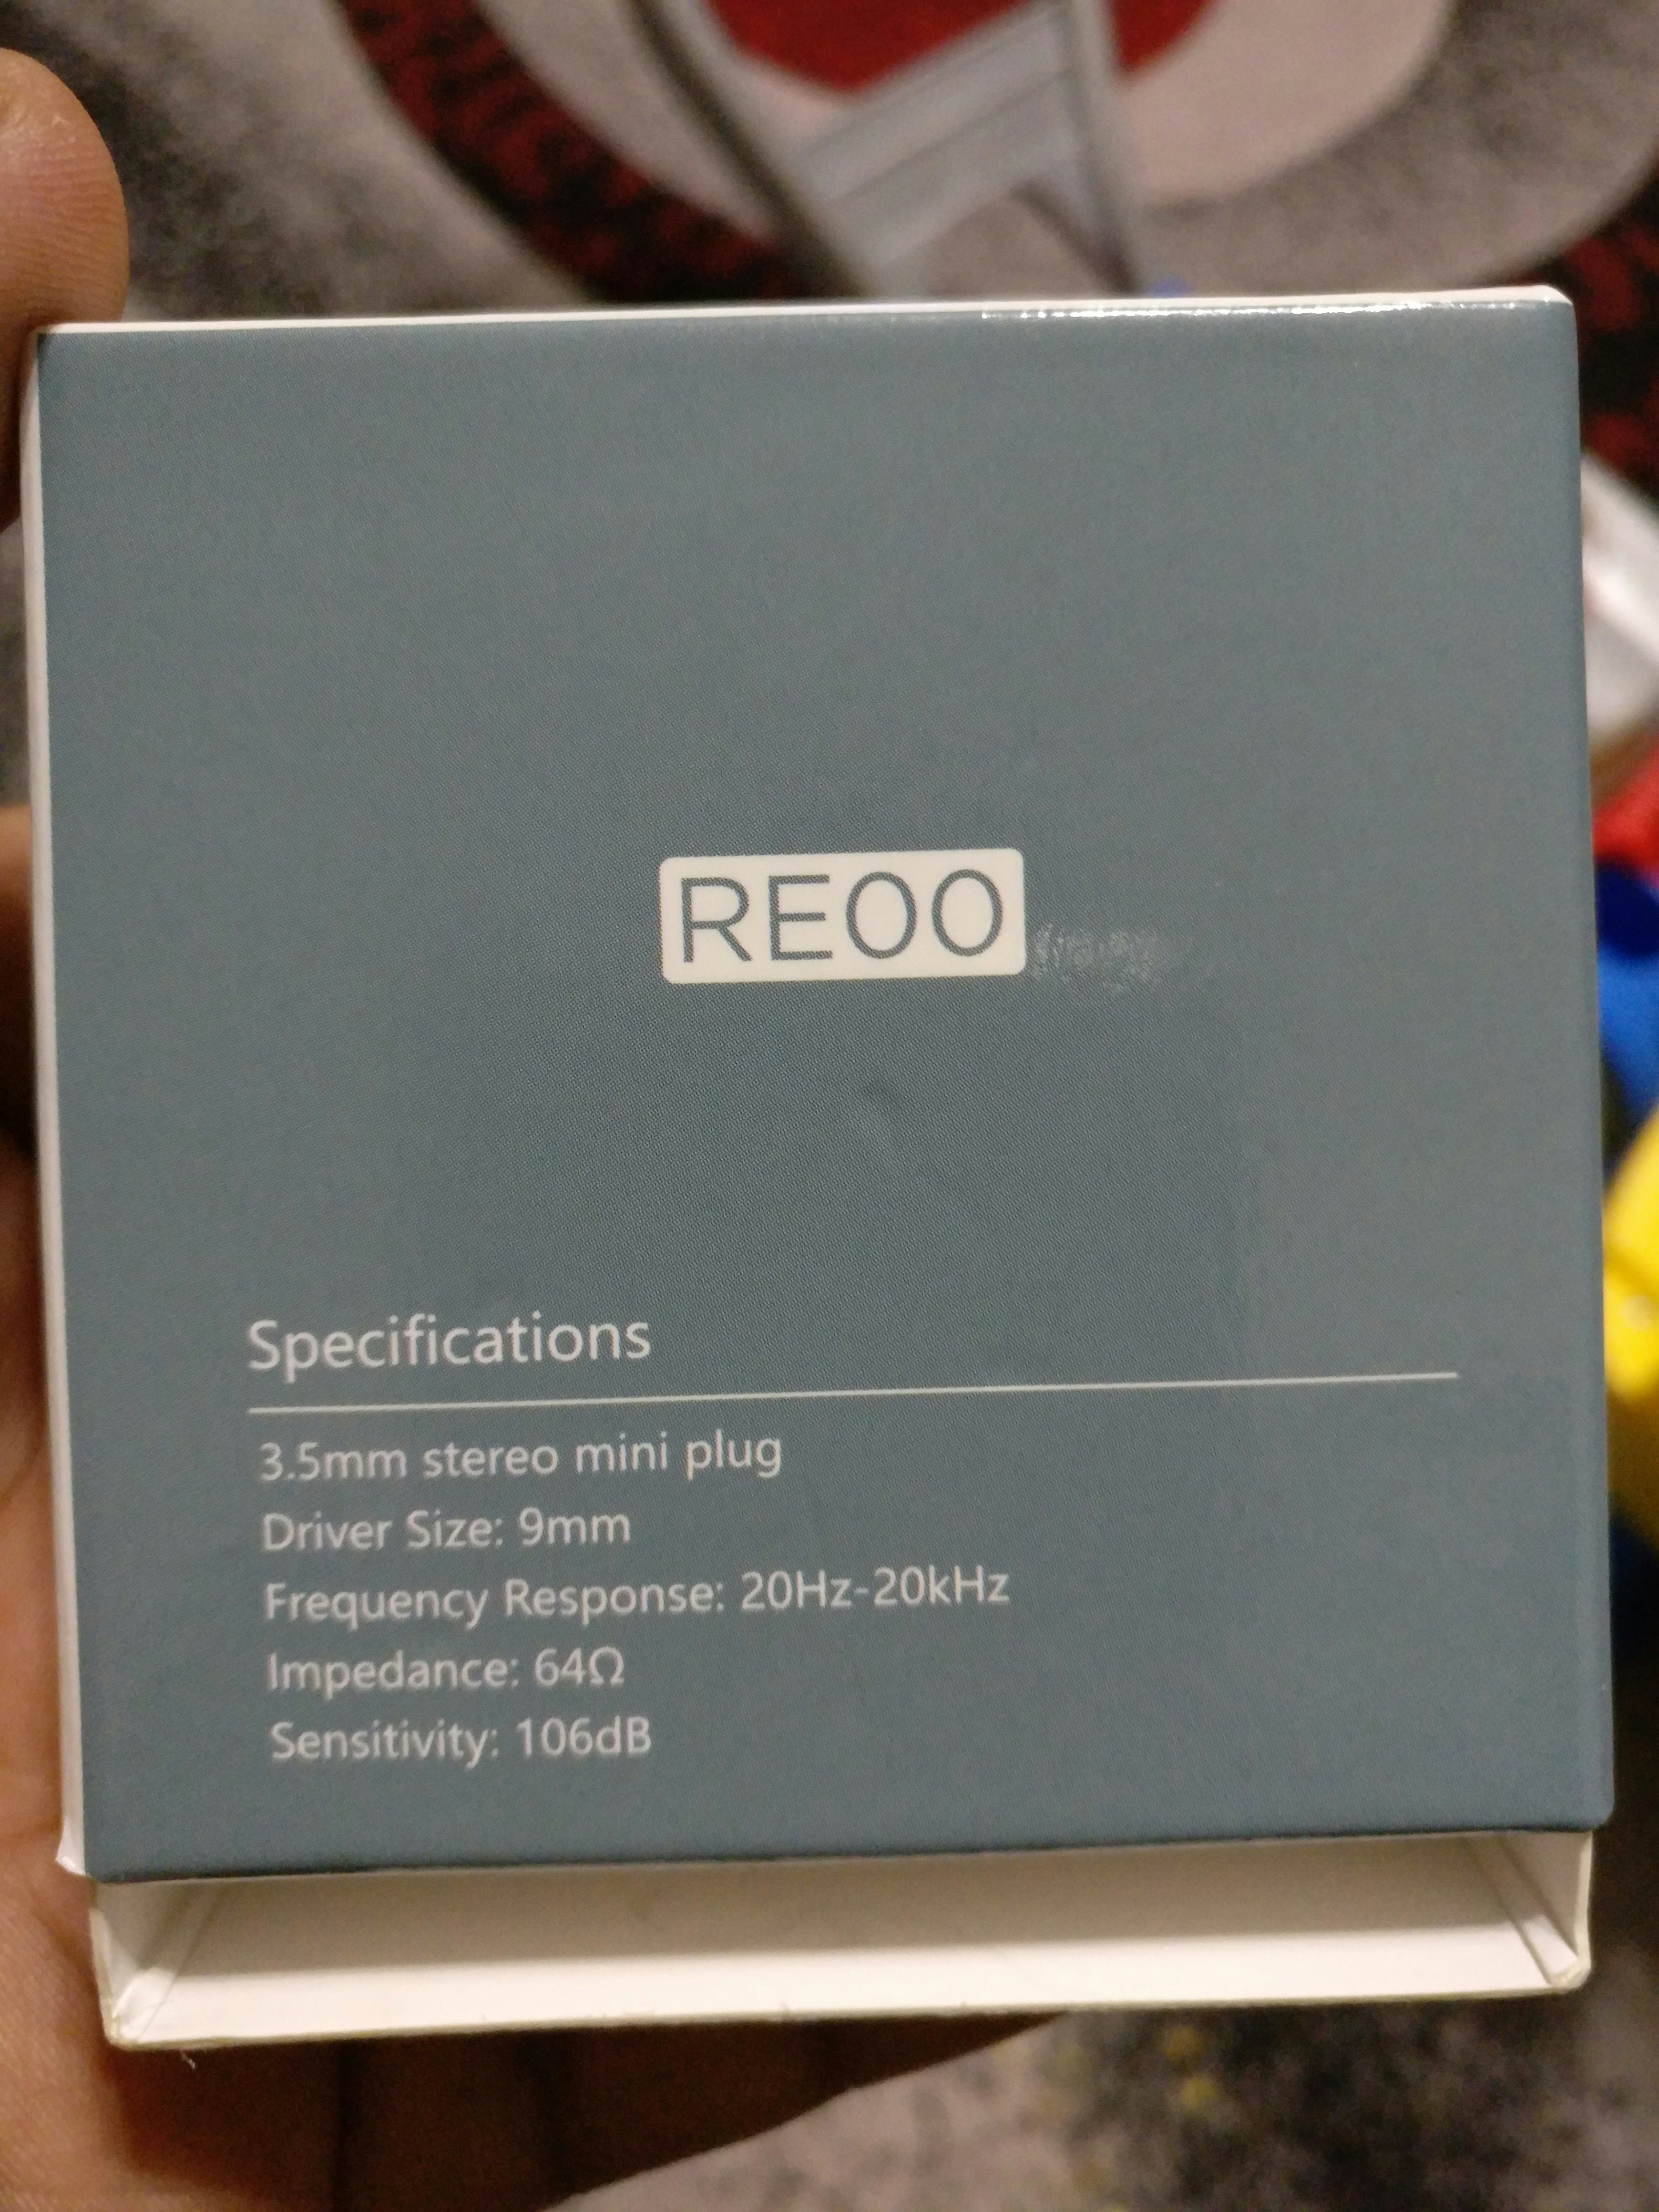 RE00
Specifications
3.5mm stereo mini plug
Driver Size: 9mm
Frequency Response: 20Hz-20kHz
Impedance: 64Ω
Sensitivity: 106dB